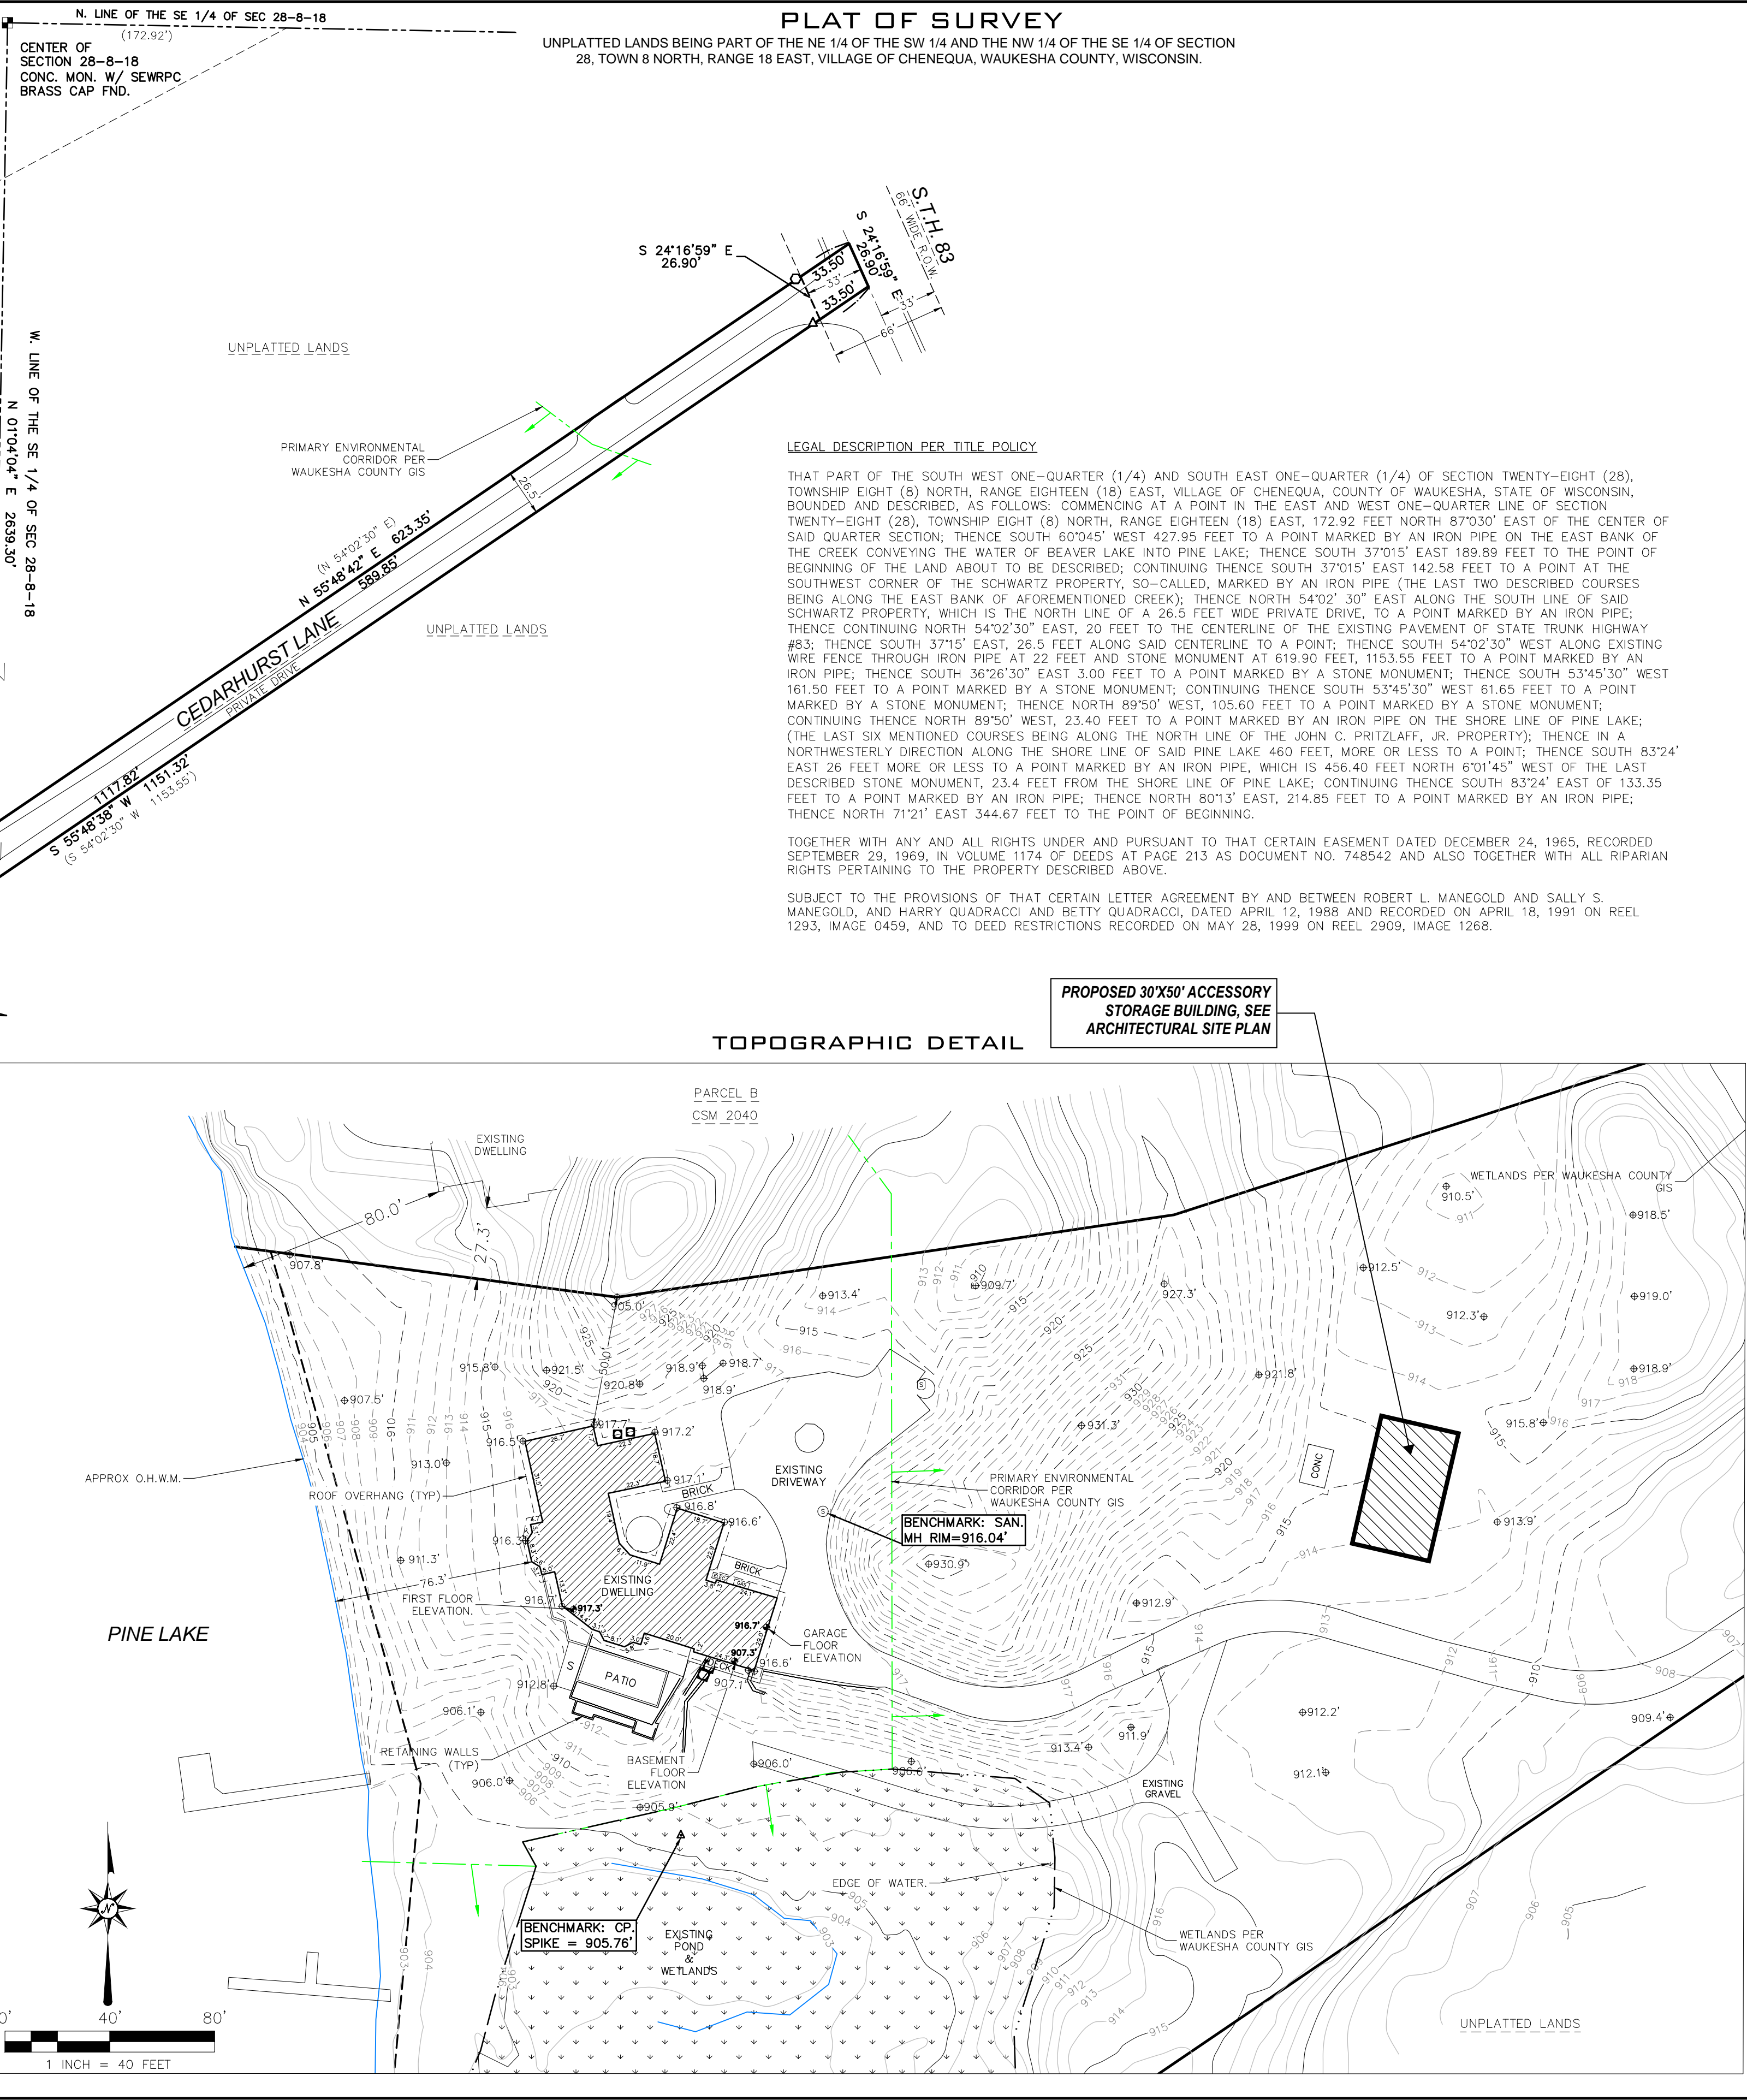 PLAT OF SURVEY
UNPLATTED LANDS BEING PART OF THE NE 1/4 OF THE SW 1/4 AND THE NW 1/4 OF THE SE 1/4 OF SECTION
28, TOWN 8 NORTH, RANGE 18 EAST, VILLAGE OF CHENEQUA, WAUKESHA COUNTY, WISCONSIN.
N. LINE OF THE SE 1/4 OF SEC 28-8-18
(172.92')
CENTER OF
SECTION 28-8-18
CONC. MON. W/ SEWRPC
BRASS CAP FND.
W. LINE OF THE SE 1/4 OF SEC 28-8-18
N 01°04'04" E 2639.30'
S.T.H. 83
66' WIDE R.O.W.
S 24°16'59" E
26.90'
S 24°16'59" E
26.90'
33.50'
33'
33.50'
33'
66'
UNPLATTED LANDS
PRIMARY ENVIRONMENTAL
CORRIDOR PER
WAUKESHA COUNTY GIS
26.5'
(N 54°02'30" E)
N 55°48'42" E 623.35'
589.85'
UNPLATTED LANDS
CEDARHURST LANE
PRIVATE DRIVE
1117.82'
S 55°48'38" W 1151.32'
(S 54°02'30" W 1153.55')
LEGAL DESCRIPTION PER TITLE POLICY
THAT PART OF THE SOUTH WEST ONE-QUARTER (1/4) AND SOUTH EAST ONE-QUARTER (1/4) OF SECTION TWENTY-EIGHT (28),
TOWNSHIP EIGHT (8) NORTH, RANGE EIGHTEEN (18) EAST, VILLAGE OF CHENEQUA, COUNTY OF WAUKESHA, STATE OF WISCONSIN,
BOUNDED AND DESCRIBED, AS FOLLOWS: COMMENCING AT A POINT IN THE EAST AND WEST ONE-QUARTER LINE OF SECTION
TWENTY-EIGHT (28), TOWNSHIP EIGHT (8) NORTH, RANGE EIGHTEEN (18) EAST, 172.92 FEET NORTH 87°030' EAST OF THE CENTER OF
SAID QUARTER SECTION; THENCE SOUTH 60°045' WEST 427.95 FEET TO A POINT MARKED BY AN IRON PIPE ON THE EAST BANK OF
THE CREEK CONVEYING THE WATER OF BEAVER LAKE INTO PINE LAKE; THENCE SOUTH 37°015' EAST 189.89 FEET TO THE POINT OF
BEGINNING OF THE LAND ABOUT TO BE DESCRIBED; CONTINUING THENCE SOUTH 37°015' EAST 142.58 FEET TO A POINT AT THE
SOUTHWEST CORNER OF THE SCHWARTZ PROPERTY, SO-CALLED, MARKED BY AN IRON PIPE (THE LAST TWO DESCRIBED COURSES
BEING ALONG THE EAST BANK OF AFOREMENTIONED CREEK); THENCE NORTH 54°02' 30" EAST ALONG THE SOUTH LINE OF SAID
SCHWARTZ PROPERTY, WHICH IS THE NORTH LINE OF A 26.5 FEET WIDE PRIVATE DRIVE, TO A POINT MARKED BY AN IRON PIPE;
THENCE CONTINUING NORTH 54°02'30" EAST, 20 FEET TO THE CENTERLINE OF THE EXISTING PAVEMENT OF STATE TRUNK HIGHWAY
#83; THENCE SOUTH 37°15' EAST, 26.5 FEET ALONG SAID CENTERLINE TO A POINT; THENCE SOUTH 54°02'30" WEST ALONG EXISTING
WIRE FENCE THROUGH IRON PIPE AT 22 FEET AND STONE MONUMENT AT 619.90 FEET, 1153.55 FEET TO A POINT MARKED BY AN
IRON PIPE; THENCE SOUTH 36°26'30" EAST 3.00 FEET TO A POINT MARKED BY A STONE MONUMENT; THENCE SOUTH 53°45'30" WEST
161.50 FEET TO A POINT MARKED BY A STONE MONUMENT; CONTINUING THENCE SOUTH 53°45'30" WEST 61.65 FEET TO A POINT
MARKED BY A STONE MONUMENT; THENCE NORTH 89°50' WEST, 105.60 FEET TO A POINT MARKED BY A STONE MONUMENT;
CONTINUING THENCE NORTH 89°50' WEST, 23.40 FEET TO A POINT MARKED BY AN IRON PIPE ON THE SHORE LINE OF PINE LAKE;
(THE LAST SIX MENTIONED COURSES BEING ALONG THE NORTH LINE OF THE JOHN C. PRITZLAFF, JR. PROPERTY); THENCE IN A
NORTHWESTERLY DIRECTION ALONG THE SHORE LINE OF SAID PINE LAKE 460 FEET, MORE OR LESS TO A POINT; THENCE SOUTH 83°24'
EAST 26 FEET MORE OR LESS TO A POINT MARKED BY AN IRON PIPE, WHICH IS 456.40 FEET NORTH 6°01'45" WEST OF THE LAST
DESCRIBED STONE MONUMENT, 23.4 FEET FROM THE SHORE LINE OF PINE LAKE; CONTINUING THENCE SOUTH 83°24' EAST OF 133.35
FEET TO A POINT MARKED BY AN IRON PIPE; THENCE NORTH 80°13' EAST, 214.85 FEET TO A POINT MARKED BY AN IRON PIPE;
THENCE NORTH 71°21' EAST 344.67 FEET TO THE POINT OF BEGINNING.
TOGETHER WITH ANY AND ALL RIGHTS UNDER AND PURSUANT TO THAT CERTAIN EASEMENT DATED DECEMBER 24, 1965, RECORDED
SEPTEMBER 29, 1969, IN VOLUME 1174 OF DEEDS AT PAGE 213 AS DOCUMENT NO. 748542 AND ALSO TOGETHER WITH ALL RIPARIAN
RIGHTS PERTAINING TO THE PROPERTY DESCRIBED ABOVE.
SUBJECT TO THE PROVISIONS OF THAT CERTAIN LETTER AGREEMENT BY AND BETWEEN ROBERT L. MANEGOLD AND SALLY S.
MANEGOLD, AND HARRY QUADRACCI AND BETTY QUADRACCI, DATED APRIL 12, 1988 AND RECORDED ON APRIL 18, 1991 ON REEL
1293, IMAGE 0459, AND TO DEED RESTRICTIONS RECORDED ON MAY 28, 1999 ON REEL 2909, IMAGE 1268.
PROPOSED 30'X50' ACCESSORY
STORAGE BUILDING, SEE
ARCHITECTURAL SITE PLAN
TOPOGRAPHIC DETAIL
PARCEL B
CSM 2040
EXISTING
DWELLING
80.0'
27.3'
WETLANDS PER WAUKESHA COUNTY
GIS
910.5'
918.5'
907.8'
905.0'
913.4'
909.7'
927.3'
912.5'
912.3'
919.0'
915.8'
921.5'
50.0'
920.8'
918.9'
918.7'
918.9'
921.8'
918.9'
907.5'
917.7'
917.2'
916.5'
931.3'
915.8'
913.0'
917.1'
APPROX O.H.W.M.
ROOF OVERHANG (TYP)
BRICK
916.8'
916.6'
EXISTING
DRIVEWAY
PRIMARY ENVIRONMENTAL
CORRIDOR PER
WAUKESHA COUNTY GIS
CONC
BENCHMARK: SAN.
MH RIM=916.04'
913.9'
916.3'
911.3'
930.9'
76.3'
BRICK
EXISTING
DWELLING
FIRST FLOOR
ELEVATION.
916.7'
917.3'
912.9'
PINE LAKE
916.7'
GARAGE
FLOOR
ELEVATION
907.3'
916.6'
DECK
907.1'
S
PATIO
912.8'
906.1'
912.2'
909.4'
911.9'
913.4'
RETAINING WALLS
(TYP)
BASEMENT
FLOOR
ELEVATION
906.0'
906.0'
906.6'
912.1'
EXISTING
GRAVEL
905.9'
EDGE OF WATER.
BENCHMARK: CP.
SPIKE = 905.76'
EXISTING
POND
&
WETLANDS
WETLANDS PER
WAUKESHA COUNTY GIS
UNPLATTED LANDS
N
40'
80'
1 INCH = 40 FEET